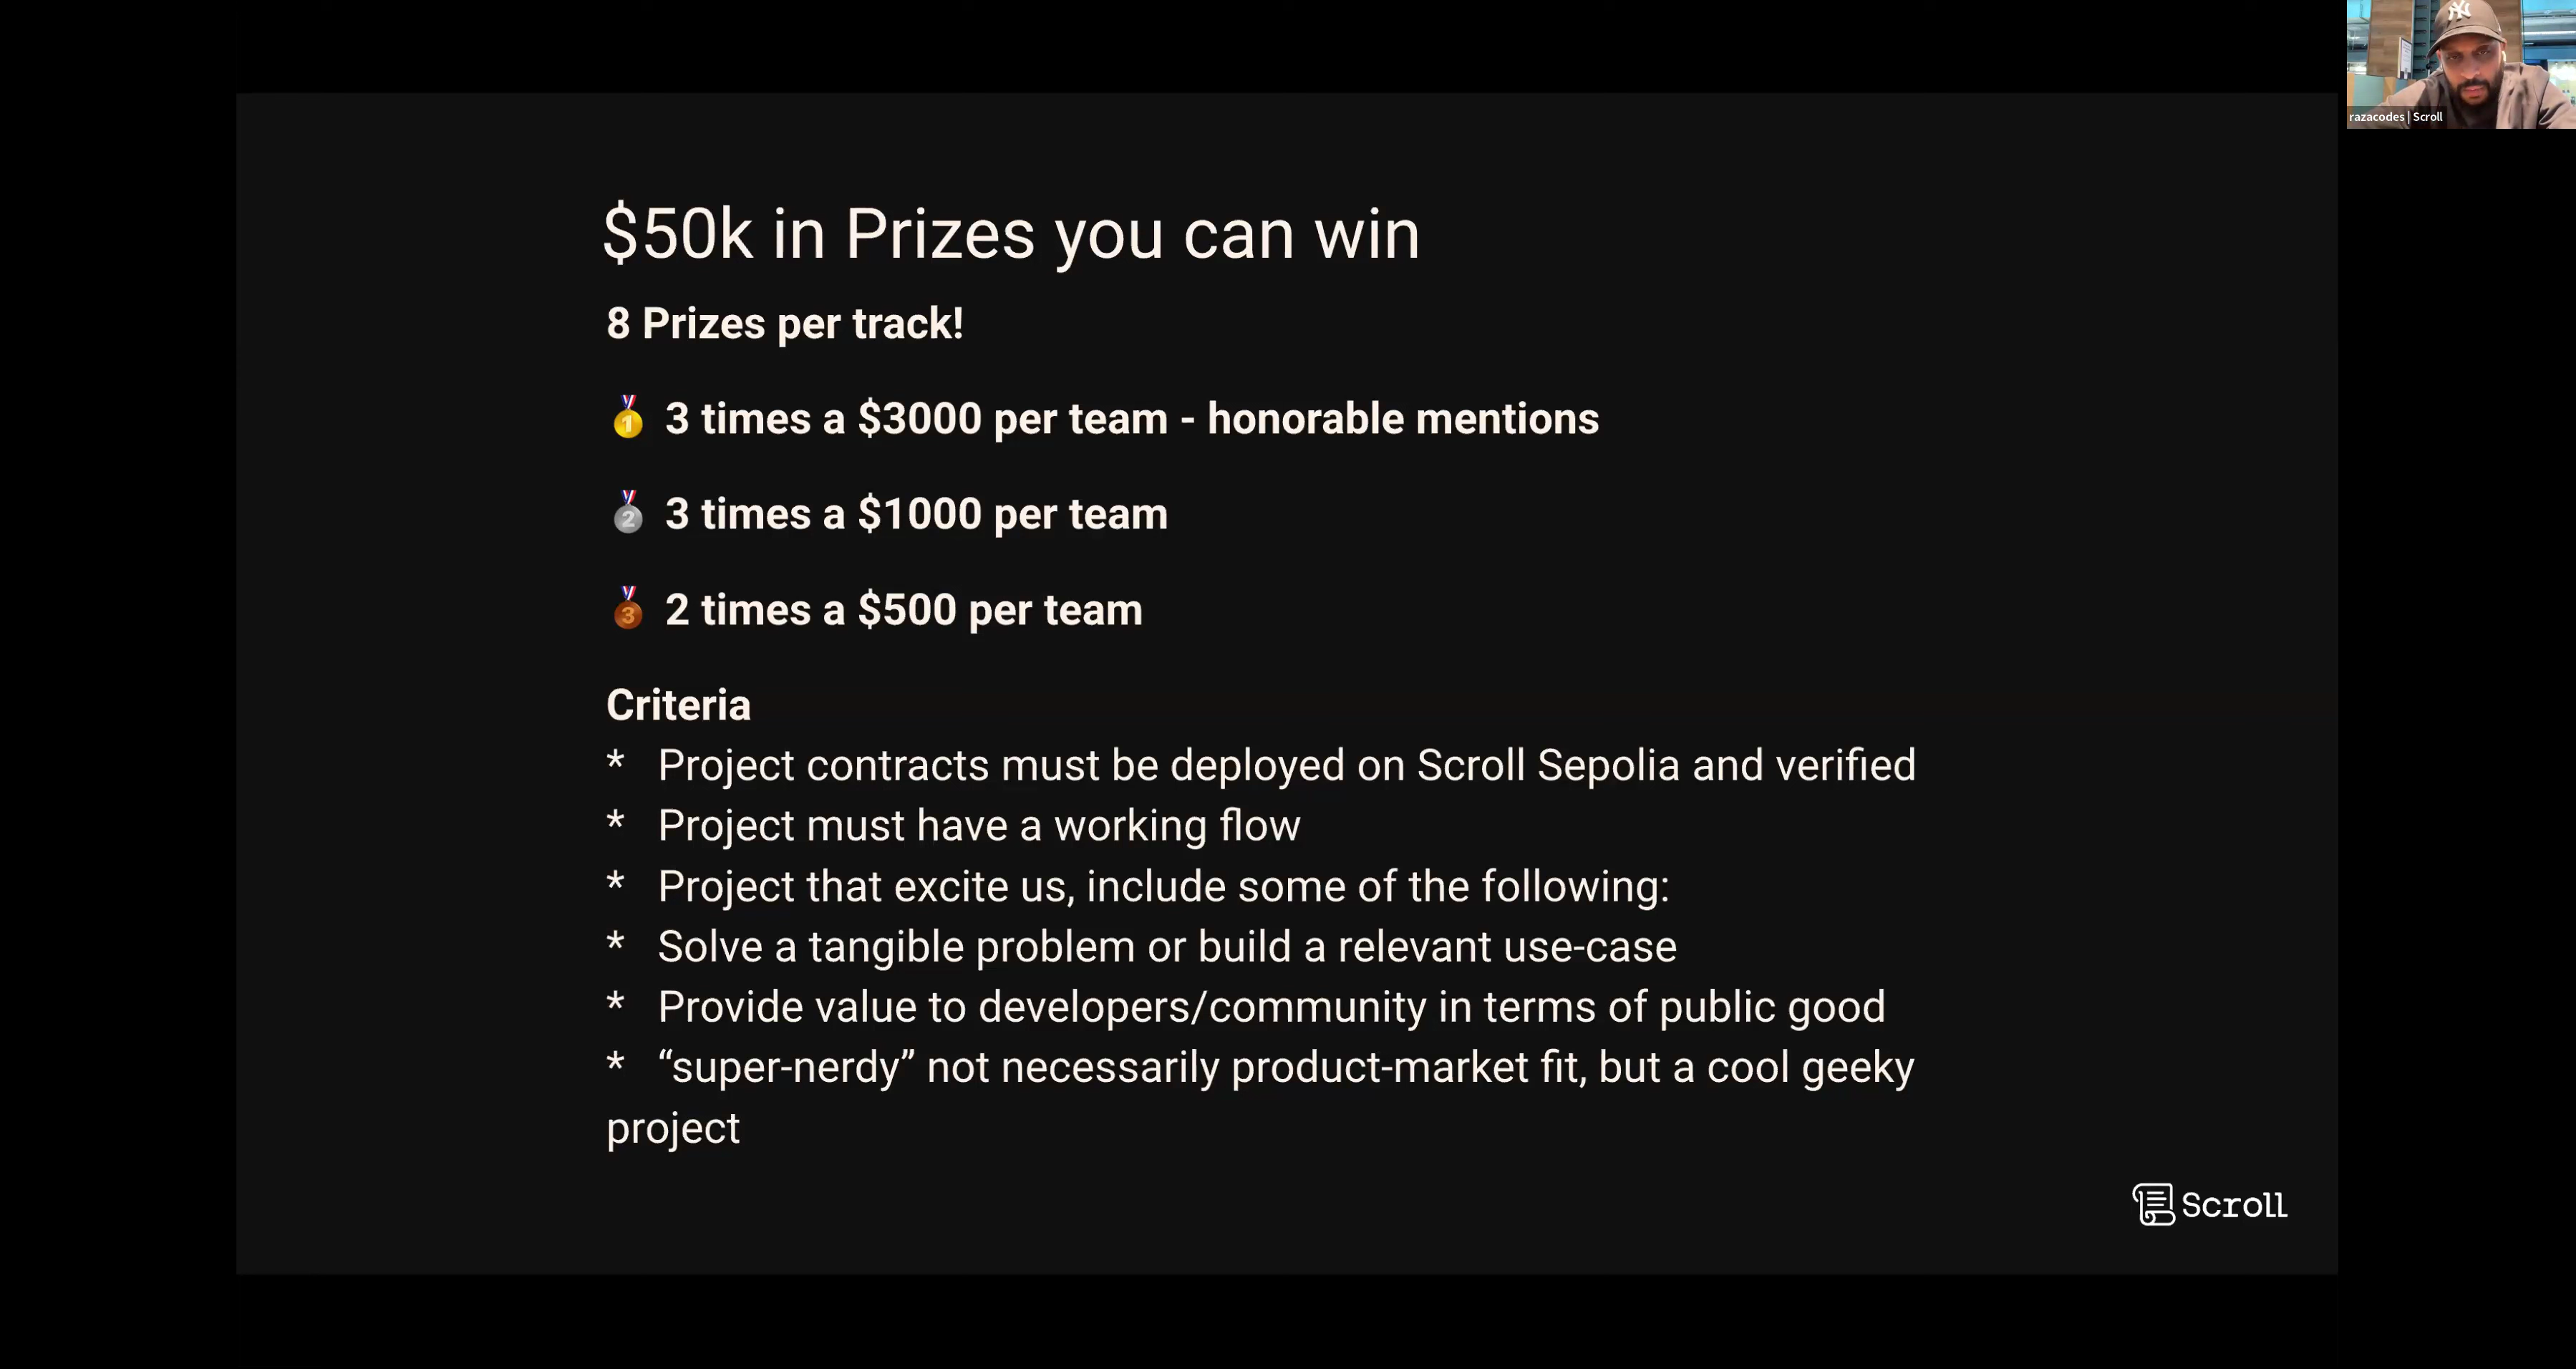 $50k in Prizes you can win
8 Prizes per track!
🥇 3 times a $3000 per team - honorable mentions
🥈 3 times a $1000 per team
🥉 2 times a $500 per team
Criteria
* Project contracts must be deployed on Scroll Sepolia and verified
* Project must have a working flow
* Project that excite us, include some of the following:
* Solve a tangible problem or build a relevant use-case
* Provide value to developers/community in terms of public good
* “super-nerdy” not necessarily product-market fit, but a cool geeky
project
Scroll
NY
razacodes | Scroll